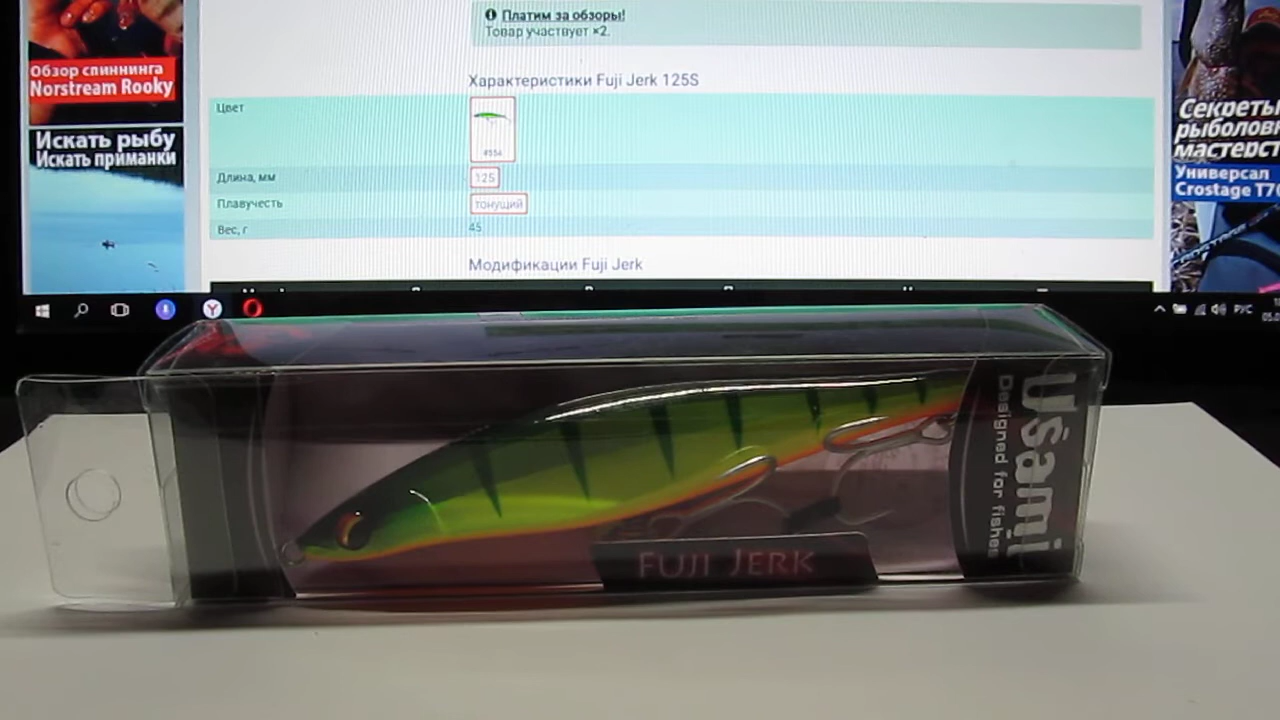 Платим за обзоры!
Товар участвует ×2.
Обзор спиннинга
Norstream Rooky
Искать рыбу
Искать приманки
Характеристики Fuji Jerk 125S
Цвет
Длина, мм
125
Плавучесть
тонущий
Вес, г
45
Модификации Fuji Jerk
Секреты
рыболовн
мастерст
Универсал
Crostage T70
РУС
Usami
Designed for fishes
FUJI JERK